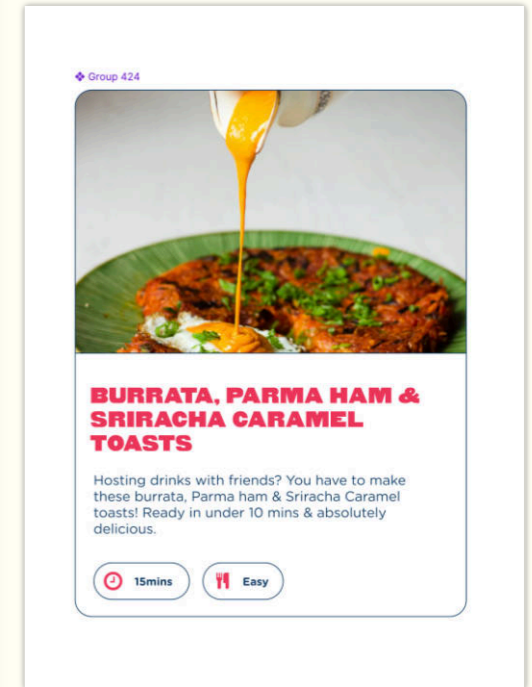 Group 424
BURRATA, PARMA HAM &
SRIRACHA CARAMEL
TOASTS
Hosting drinks with friends? You have to make
these burrata, Parma ham & Sriracha Caramel
toasts! Ready in under 10 mins & absolutely
delicious.
15mins
Easy